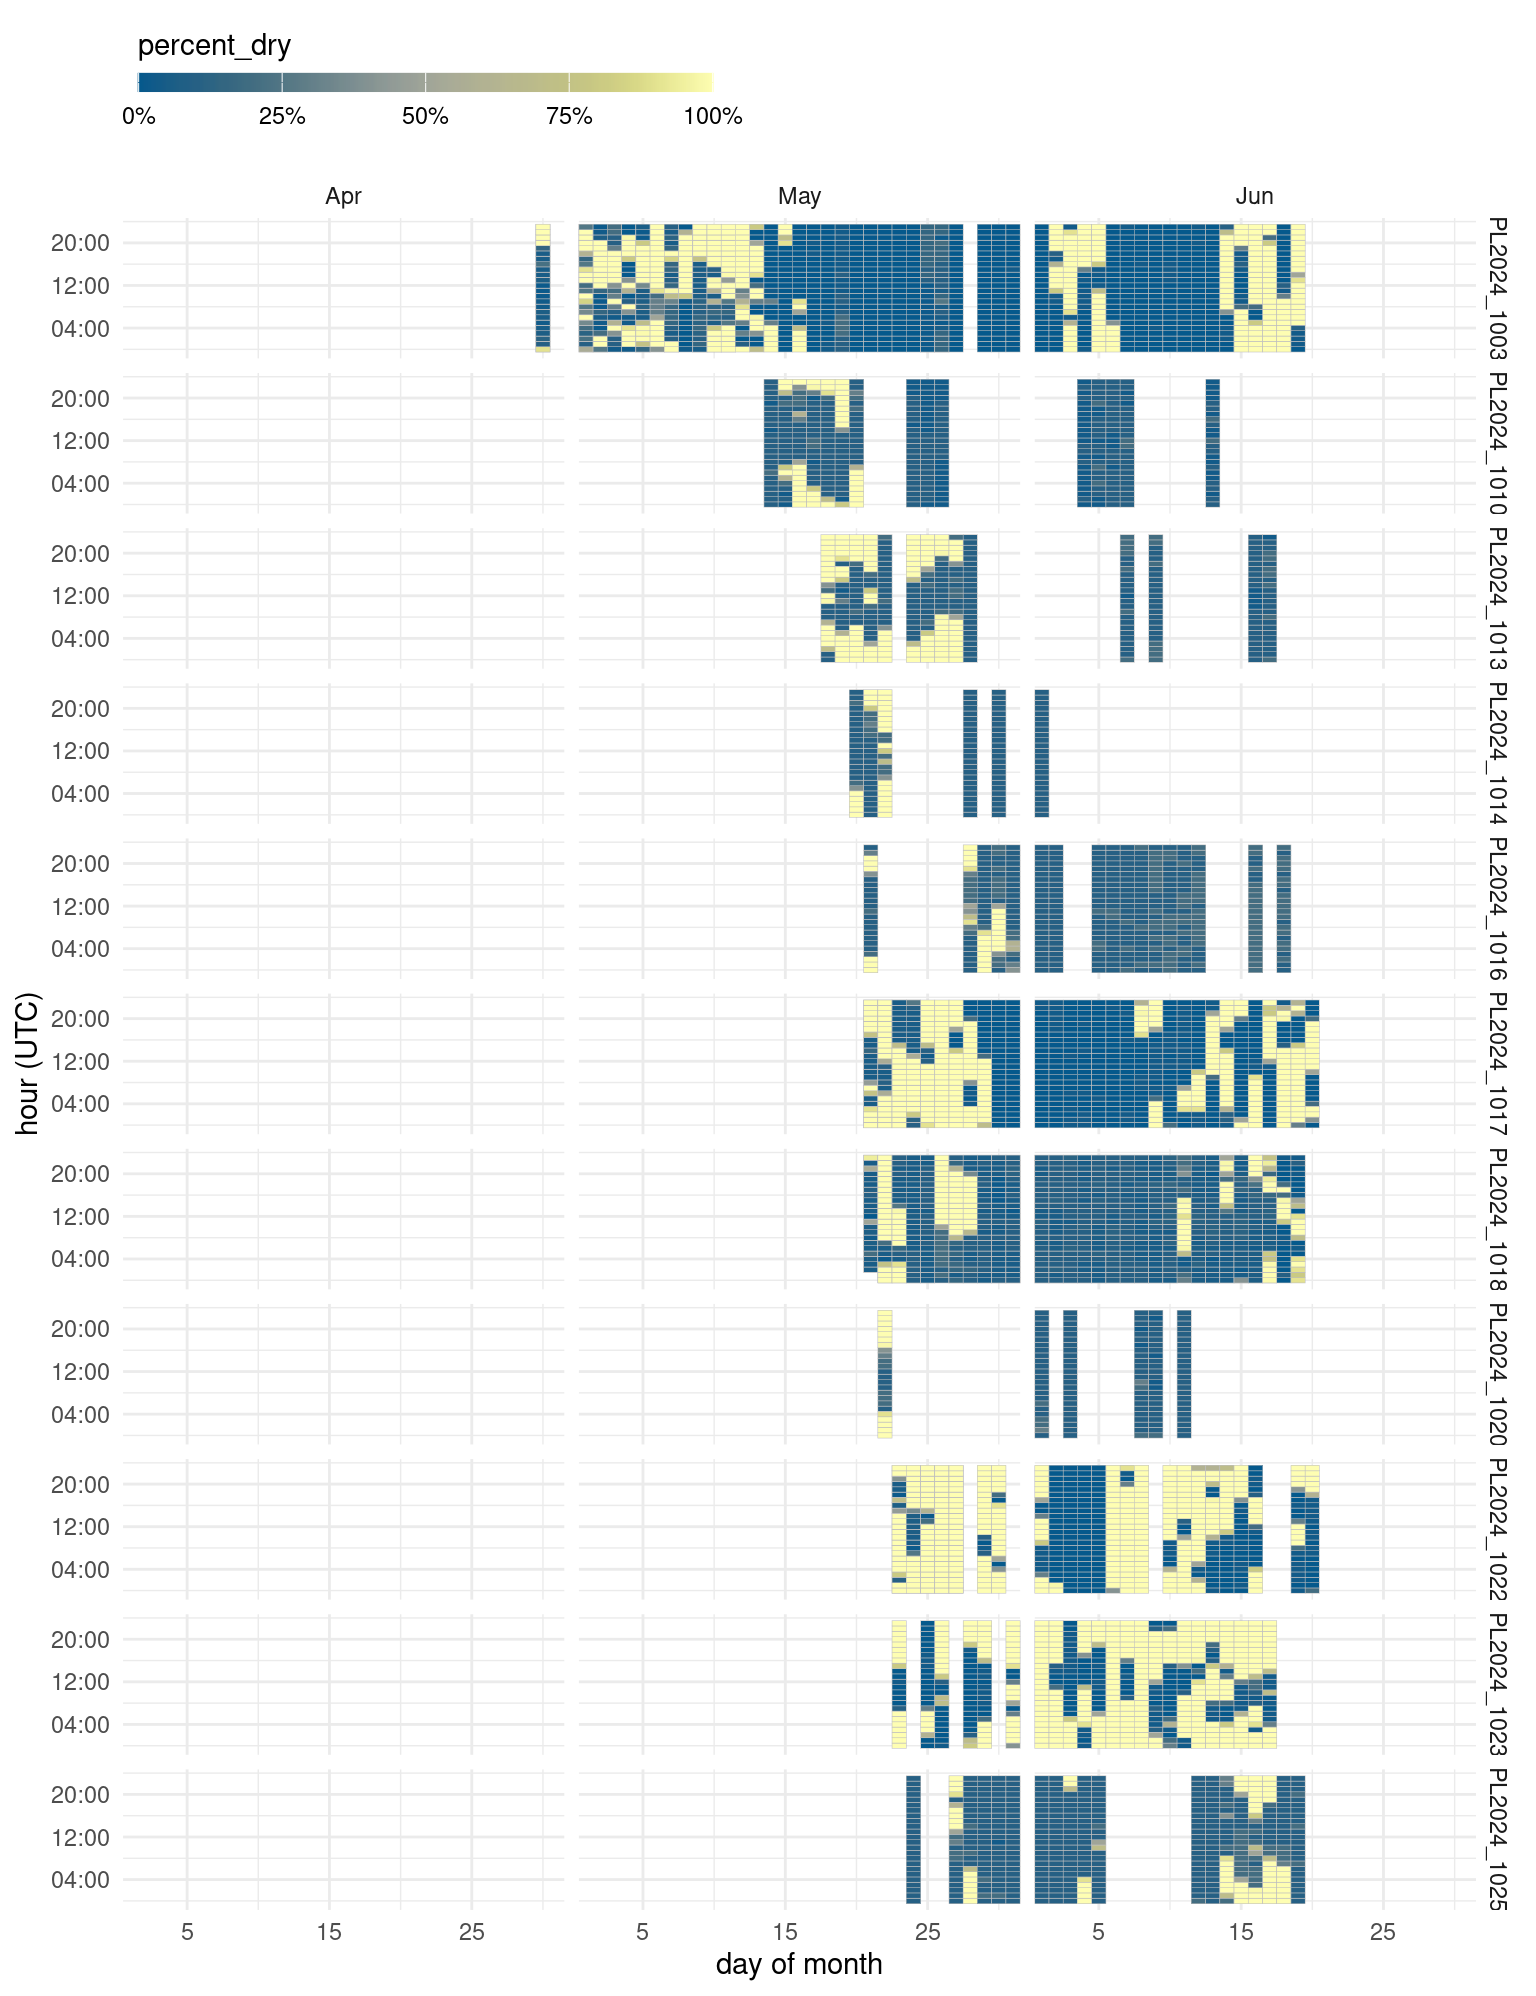 percent_dry
0% 25% 50% 75% 100%
Apr May Jun
20:00
12:00
04:00
PL2024_1003
20:00
12:00
04:00
PL2024_1010
20:00
12:00
04:00
PL2024_1013
20:00
12:00
04:00
PL2024_1014
20:00
12:00
04:00
PL2024_1016
20:00
12:00
04:00
PL2024_1017
20:00
12:00
04:00
PL2024_1018
20:00
12:00
04:00
PL2024_1020
20:00
12:00
04:00
PL2024_1022
20:00
12:00
04:00
PL2024_1023
20:00
12:00
04:00
PL2024_1025
hour (UTC)
5 15 25 5 15 25 5 15 25
day of month